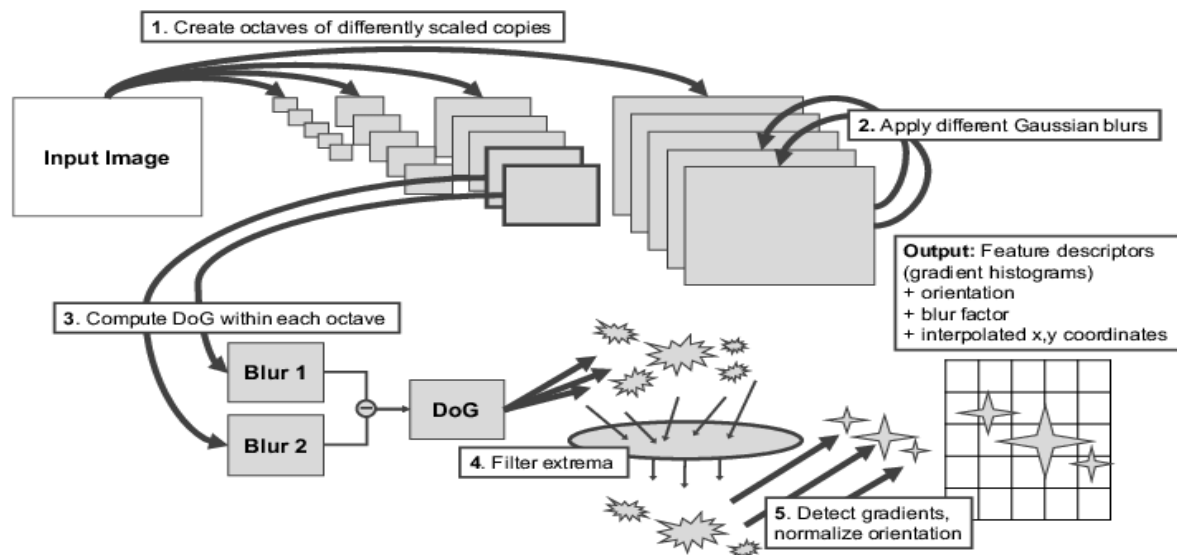 1. Create octaves of differently scaled copies
Input Image
2. Apply different Gaussian blurs
Output: Feature descriptors
(gradient histograms)
+ orientation
+ blur factor
+ interpolated x,y coordinates
3. Compute DoG within each octave
Blur 1
DoG
Blur 2
4. Filter extrema
5. Detect gradients,
normalize orientation